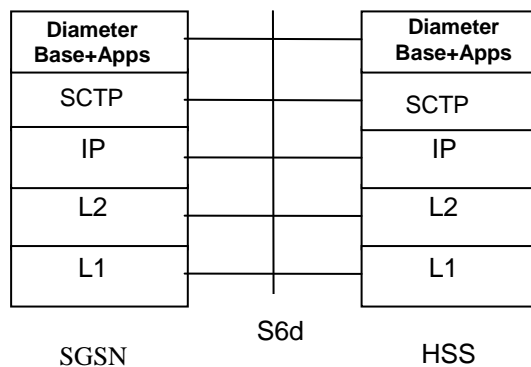 Diameter
Base+Apps
SCTP
IP
L2
L1
SGSN
S6d
Diameter
Base+Apps
SCTP
IP
L2
L1
HSS